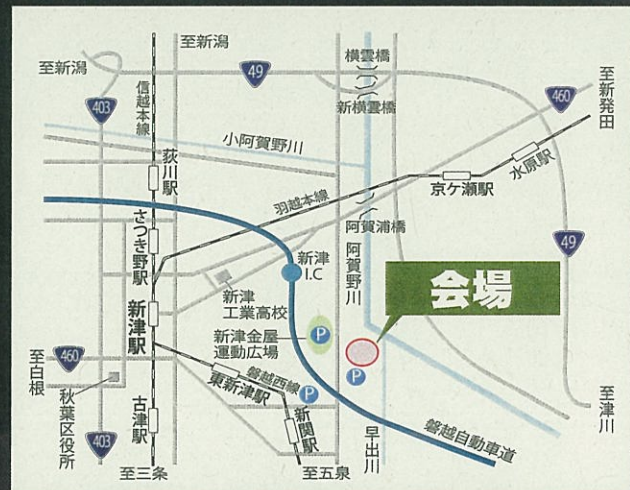 至新潟
至新潟
49
403
信越本線
横雲橋
新横雲橋
460
至新発田
小阿賀野川
荻川駅
羽越本線
京ケ瀬駅
水原駅
さつき野駅
阿賀浦橋
新津
I.C
阿賀野川
49
新津
工業高校
会場
新津駅
新津金屋
運動広場
P
P
至白根
460
磐越西線
東新津駅
P
秋葉区役所
古津駅
新関駅
403
早出川
磐越自動車道
至津川
至三条
至五泉